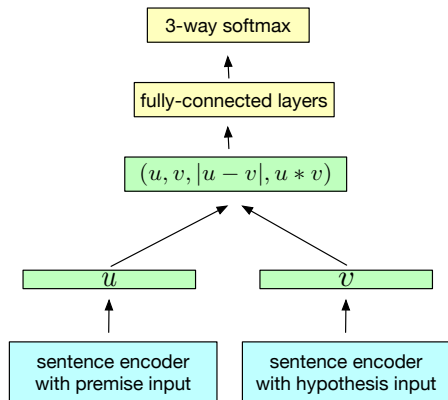 3-way softmax
fully-connected layers
(u, v, |u − v|, u ∗ v)
u
v
sentence encoder
with premise input
sentence encoder
with hypothesis input